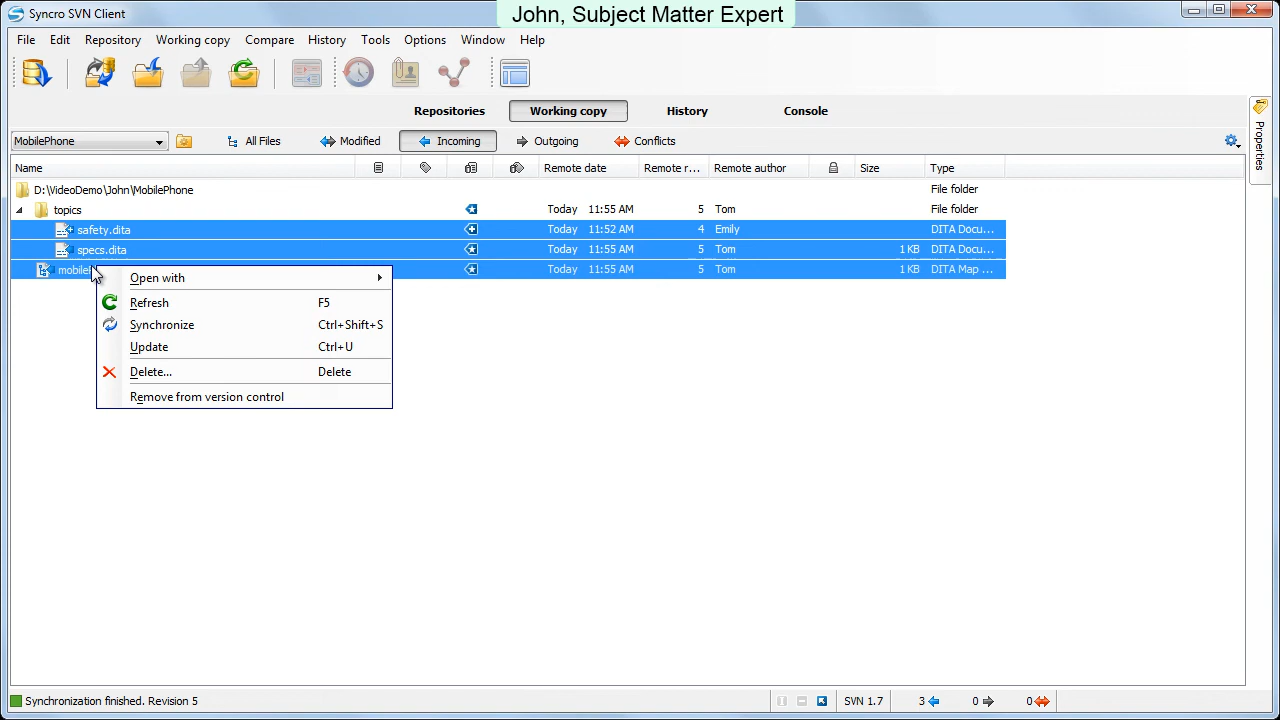 Syncro SVN Client
John, Subject Matter Expert
File Edit Repository Working copy Compare History Tools Options Window Help
Repositories Working copy History Console
MobilePhone All Files Modified Incoming Outgoing Conflicts
Properties
Name Remote date Remote r... Remote author Size Type
D:\VideoDemo\John\MobilePhone File folder
topics Today 11:55 AM 5 Tom File folder
safety.dita Today 11:52 AM 4 Emily DITA Docu...
specs.dita Today 11:55 AM 5 Tom 1 KB DITA Docu...
Today 11:55 AM 5 Tom 1 KB DITA Map ...
Open with
Refresh F5
Synchronize Ctrl+Shift+S
Update Ctrl+U
Delete... Delete
Remove from version control
Synchronization finished. Revision 5 SVN 1.7 3 0 0